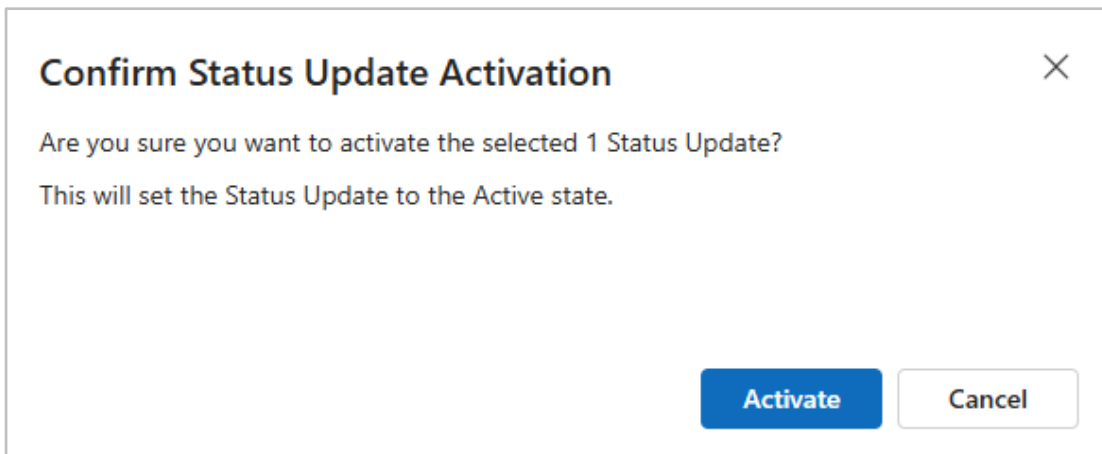 Confirm Status Update Activation
Are you sure you want to activate the selected 1 Status Update?
This will set the Status Update to the Active state.
Activate
Cancel